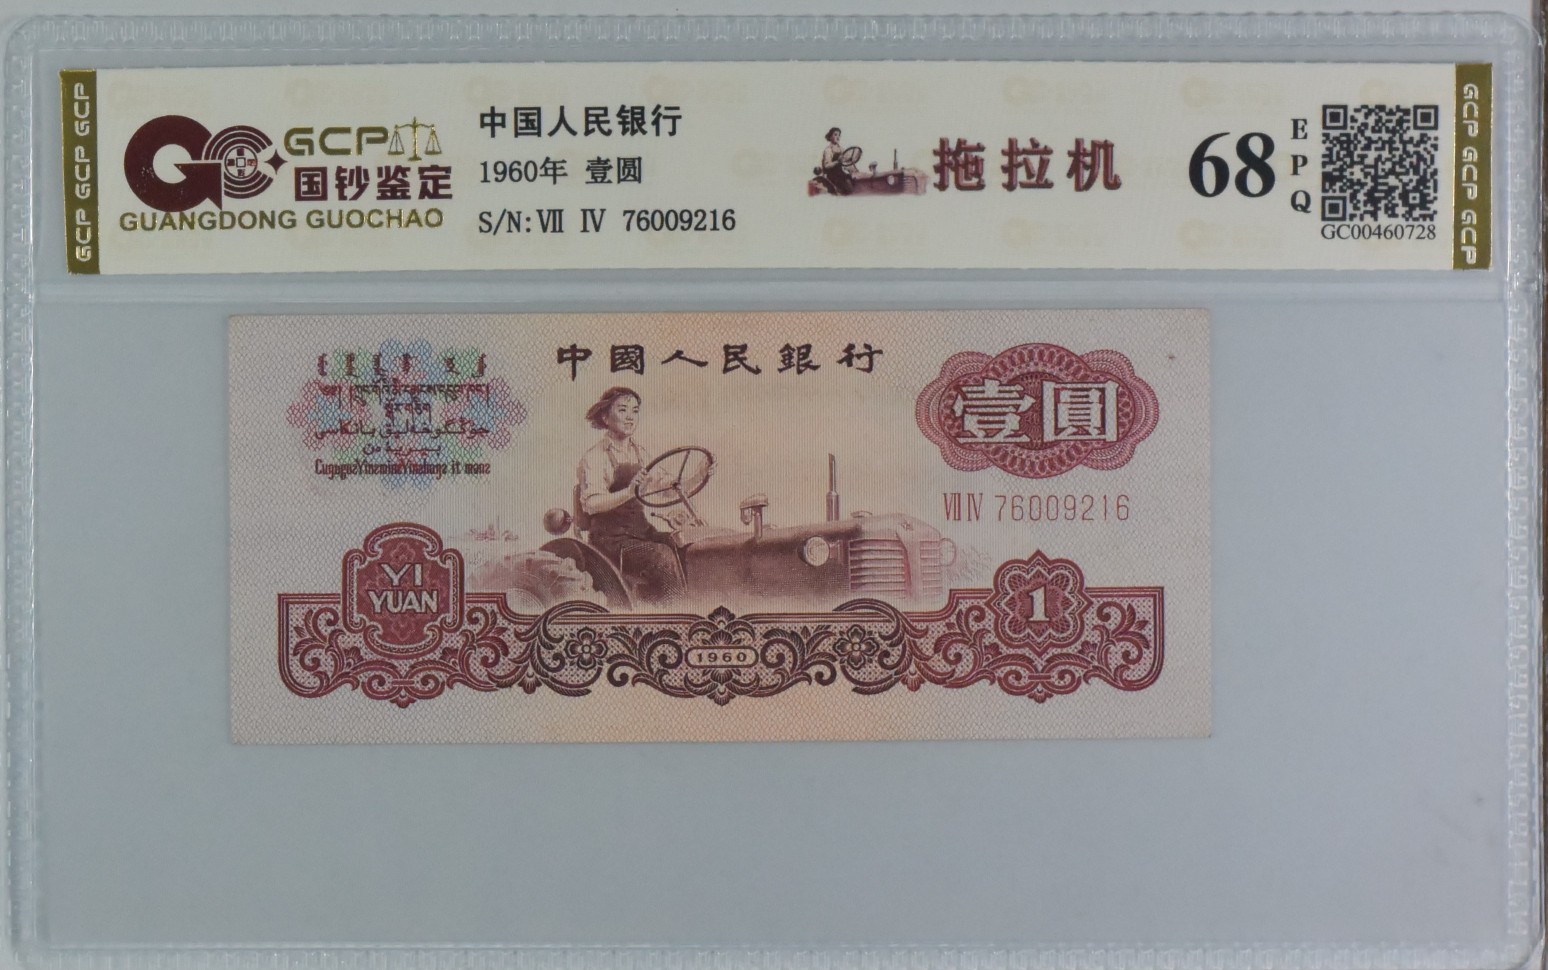 GCP GCP GCP
GCP
国钞鉴定
GUANGDONG GUOCHAO
中国人民银行
1960年 壹圆
S/N: Ⅶ Ⅳ 76009216
拖拉机
68
EPQ
GC00460728
GCP GCP GCP
中國人民銀行
壹圓
Ⅶ Ⅳ 76009216
YI
YUAN
1
1960